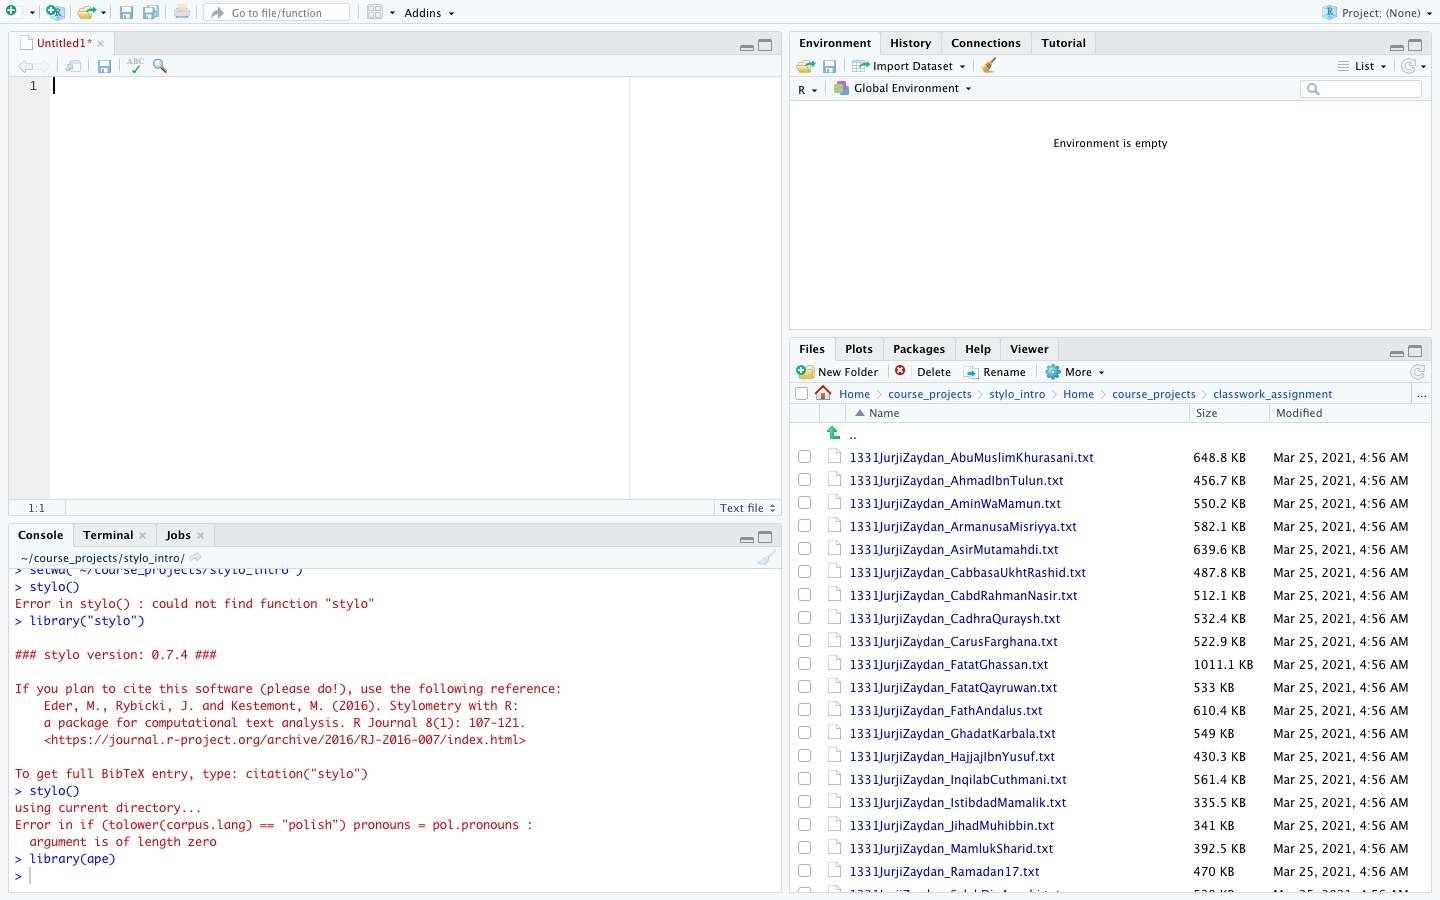 Go to file/function
Addins
Project: (None)
Untitled1*
ABC
1
1:1
Text file
Console
Terminal
Jobs
~/course_projects/stylo_intro/
> setwd("~/course_projects/stylo_intro")
> stylo()
Error in stylo() : could not find function "stylo"
> library("stylo")
### stylo version: 0.7.4 ###
If you plan to cite this software (please do!), use the following reference:
Eder, M., Rybicki, J. and Kestemont, M. (2016). Stylometry with R:
a package for computational text analysis. R Journal 8(1): 107-121.
<https://journal.r-project.org/archive/2016/RJ-2016-007/index.html>
To get full BibTeX entry, type: citation("stylo")
> stylo()
using current directory...
Error in if (tolower(corpus.lang) == "polish") pronouns = pol.pronouns :
argument is of length zero
> library(ape)
>
Environment
History
Connections
Tutorial
Import Dataset
List
R
Global Environment
Environment is empty
Files
Plots
Packages
Help
Viewer
New Folder
Delete
Rename
More
Home
course_projects
stylo_intro
Home
course_projects
classwork_assignment
...
Name Size Modified
..
1331JurjiZaydan_AbuMuslimKhurasani.txt 648.8 KB Mar 25, 2021, 4:56 AM
1331JurjiZaydan_AhmadIbnTulun.txt 456.7 KB Mar 25, 2021, 4:56 AM
1331JurjiZaydan_AminWaMamun.txt 550.2 KB Mar 25, 2021, 4:56 AM
1331JurjiZaydan_ArmanusaMisriyya.txt 582.1 KB Mar 25, 2021, 4:56 AM
1331JurjiZaydan_AsirMutamahdi.txt 639.6 KB Mar 25, 2021, 4:56 AM
1331JurjiZaydan_CabbasaUkhtRashid.txt 487.8 KB Mar 25, 2021, 4:56 AM
1331JurjiZaydan_CabdRahmanNasir.txt 512.1 KB Mar 25, 2021, 4:56 AM
1331JurjiZaydan_CadhraQuraysh.txt 532.4 KB Mar 25, 2021, 4:56 AM
1331JurjiZaydan_CarusFarghana.txt 522.9 KB Mar 25, 2021, 4:56 AM
1331JurjiZaydan_FatatGhassan.txt 1011.1 KB Mar 25, 2021, 4:56 AM
1331JurjiZaydan_FatatQayruwan.txt 533 KB Mar 25, 2021, 4:56 AM
1331JurjiZaydan_FathAndalus.txt 610.4 KB Mar 25, 2021, 4:56 AM
1331JurjiZaydan_GhadatKarbala.txt 549 KB Mar 25, 2021, 4:56 AM
1331JurjiZaydan_HajjajIbnYusuf.txt 430.3 KB Mar 25, 2021, 4:56 AM
1331JurjiZaydan_InqilabCuthmani.txt 561.4 KB Mar 25, 2021, 4:56 AM
1331JurjiZaydan_IstibdadMamalik.txt 335.5 KB Mar 25, 2021, 4:56 AM
1331JurjiZaydan_JihadMuhibbin.txt 341 KB Mar 25, 2021, 4:56 AM
1331JurjiZaydan_MamlukSharid.txt 392.5 KB Mar 25, 2021, 4:56 AM
1331JurjiZaydan_Ramadan17.txt 470 KB Mar 25, 2021, 4:56 AM